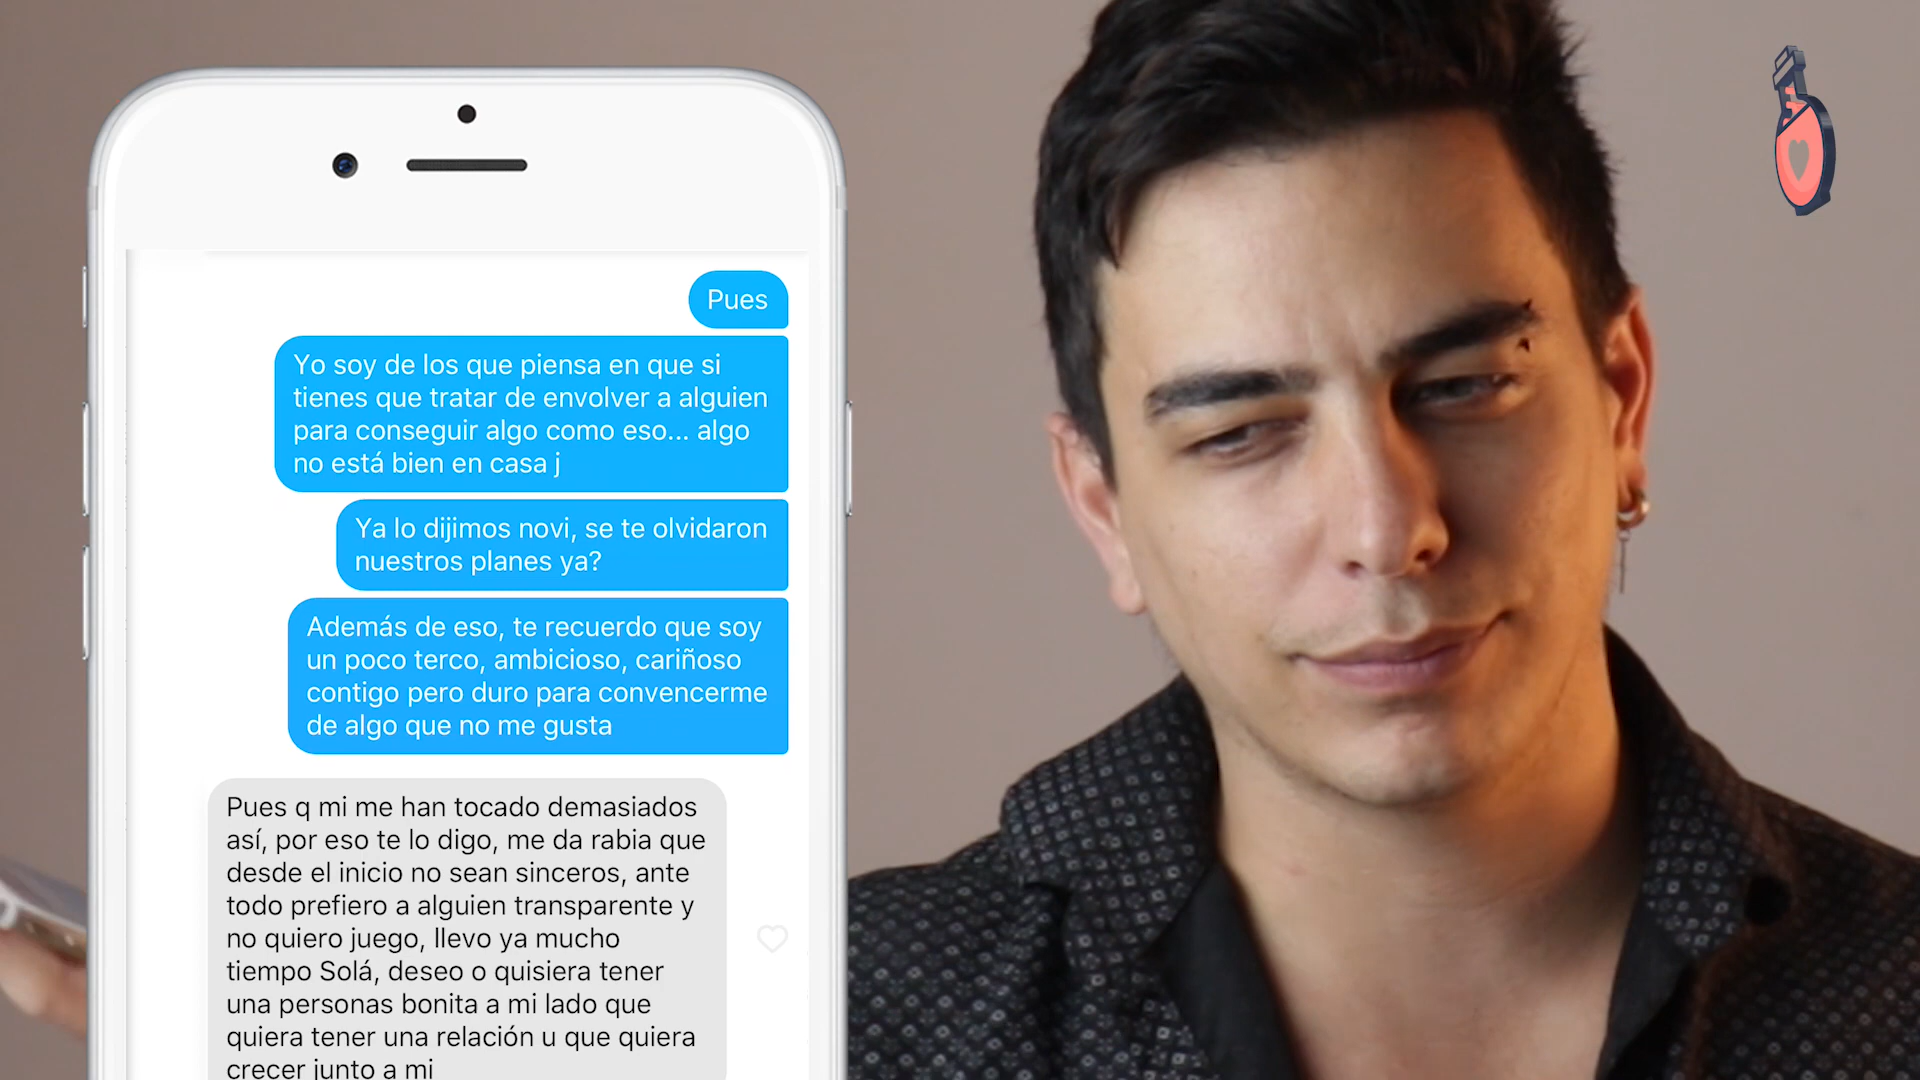 Pues
Yo soy de los que piensa en que si
tienes que tratar de envolver a alguien
para conseguir algo como eso... algo
no está bien en casa j
Ya lo dijimos novi, se te olvidaron
nuestros planes ya?
Además de eso, te recuerdo que soy
un poco terco, ambicioso, cariñoso
contigo pero duro para convencerme
de algo que no me gusta
Pues q mi me han tocado demasiados
así, por eso te lo digo, me da rabia que
desde el inicio no sean sinceros, ante
todo prefiero a alguien transparente y
no quiero juego, llevo ya mucho
tiempo Solá, deseo o quisiera tener
una personas bonita a mi lado que
quiera tener una relación u que quiera
crecer junto a mi